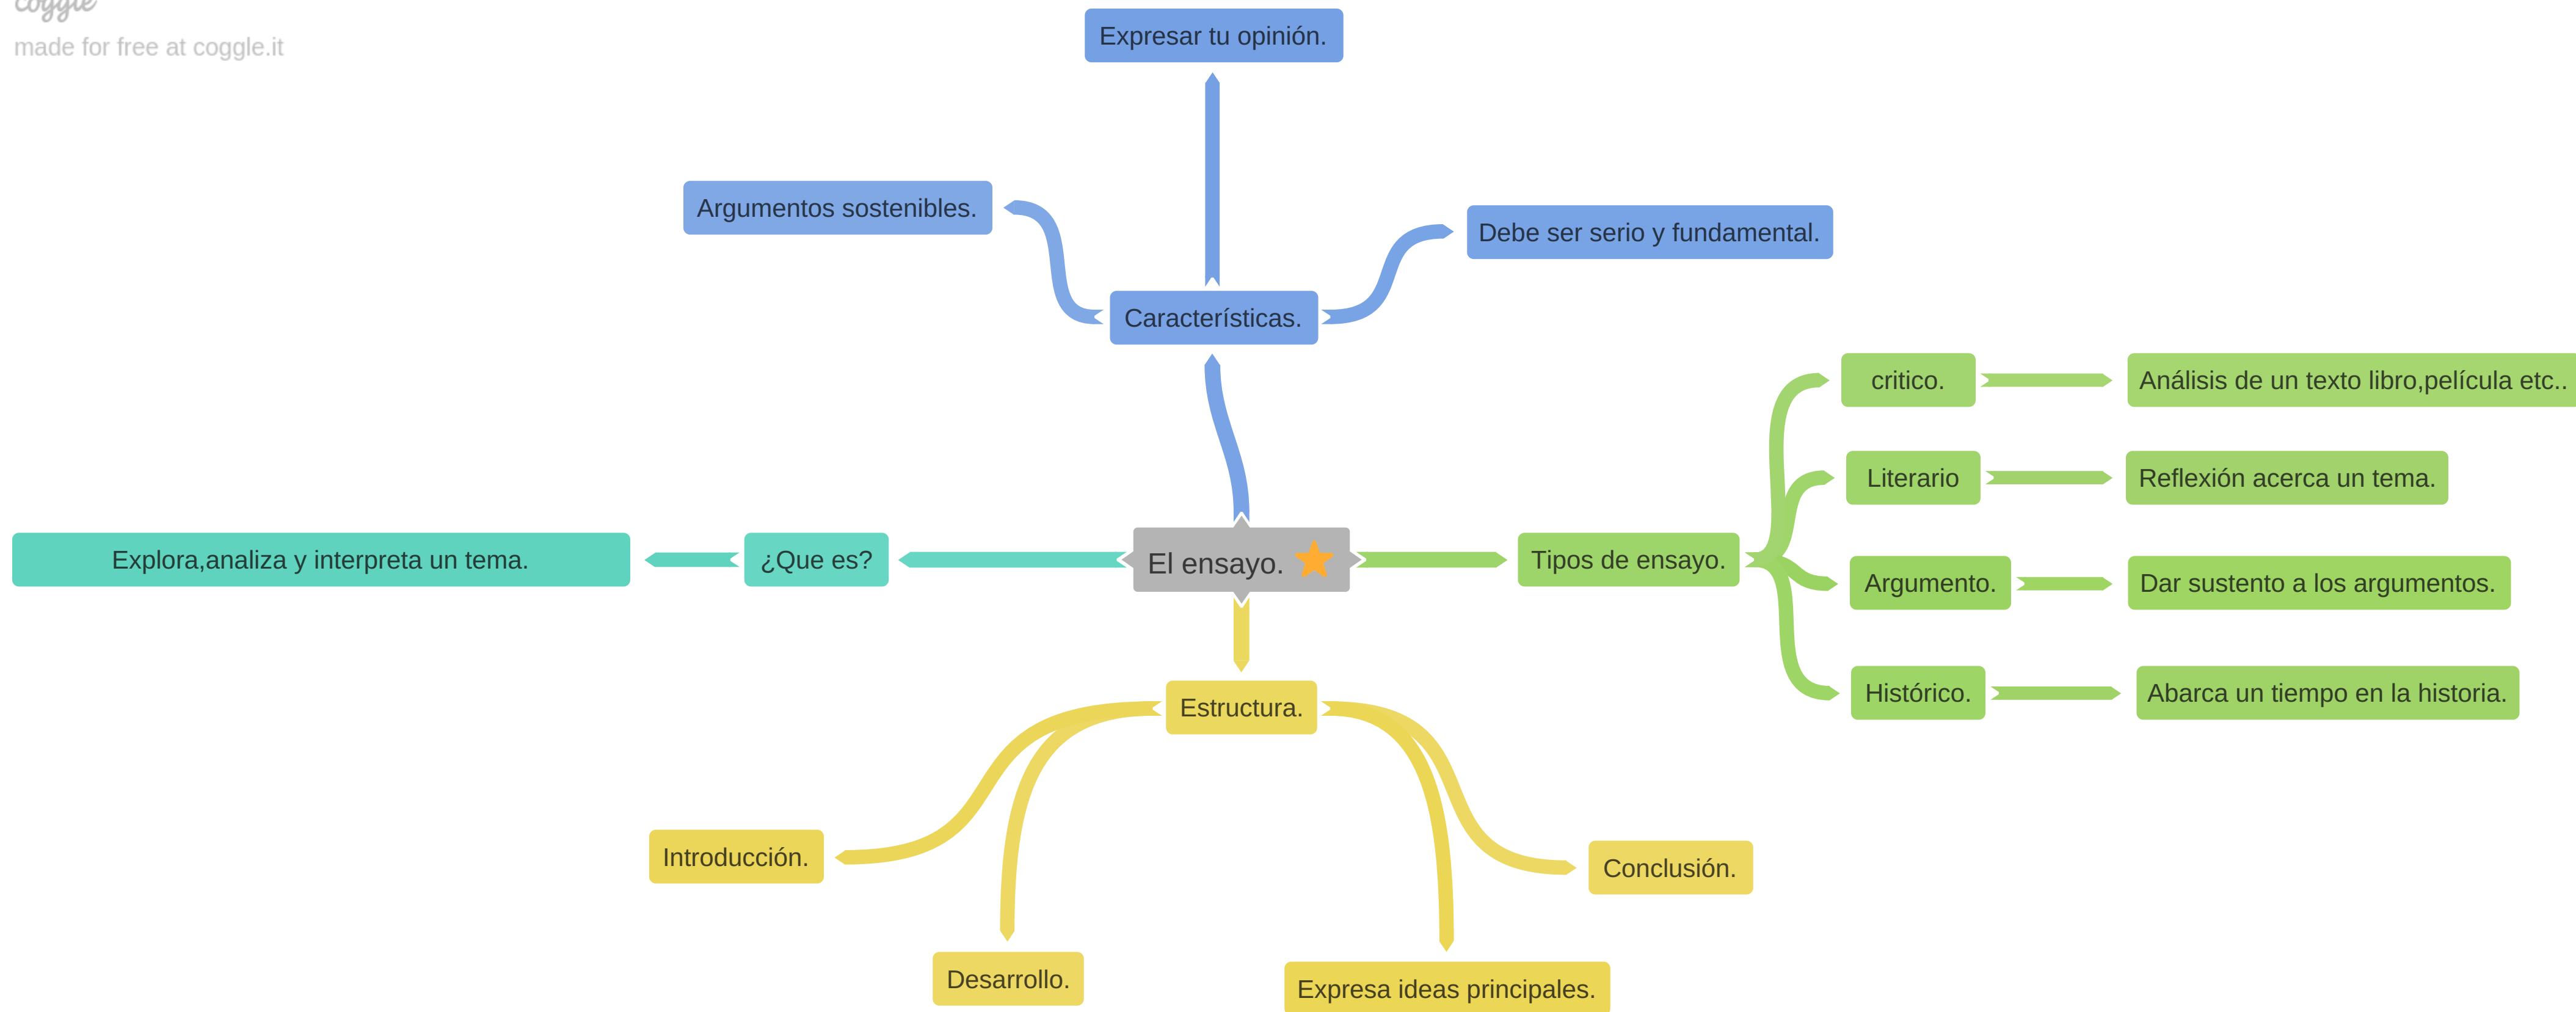 coggle
made for free at coggle.it
Expresar tu opinión.
Argumentos sostenibles.
Debe ser serio y fundamental.
Características.
critico.
Análisis de un texto libro,película etc..
Literario
Reflexión acerca un tema.
Explora,analiza y interpreta un tema.
¿Que es?
El ensayo.
Tipos de ensayo.
Argumento.
Dar sustento a los argumentos.
Histórico.
Abarca un tiempo en la historia.
Estructura.
Introducción.
Conclusión.
Desarrollo.
Expresa ideas principales.